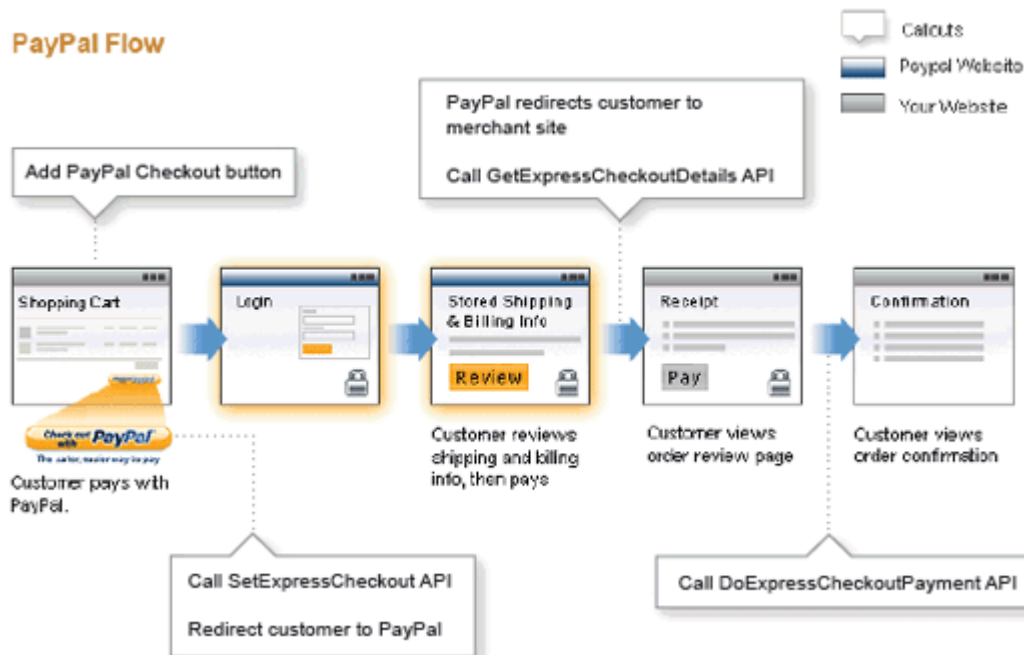 PayPal Flow
Calcuts
Paypal Website
Your Website
PayPal redirects customer to
merchant site
Call GetExpressCheckoutDetails API
Add PayPal Checkout button
Shopping Cart
Login
Stored Shipping
& Billing Info
Review
Receipt
Pay
Confirmation
Check out
with PayPal
The safer, easier way to pay
Customer pays with
PayPal.
Customer reviews
shipping and billing
info, then pays
Customer views
order review page
Customer views
order confirmation
Call SetExpressCheckout API
Redirect customer to PayPal
Call DoExpressCheckoutPayment API